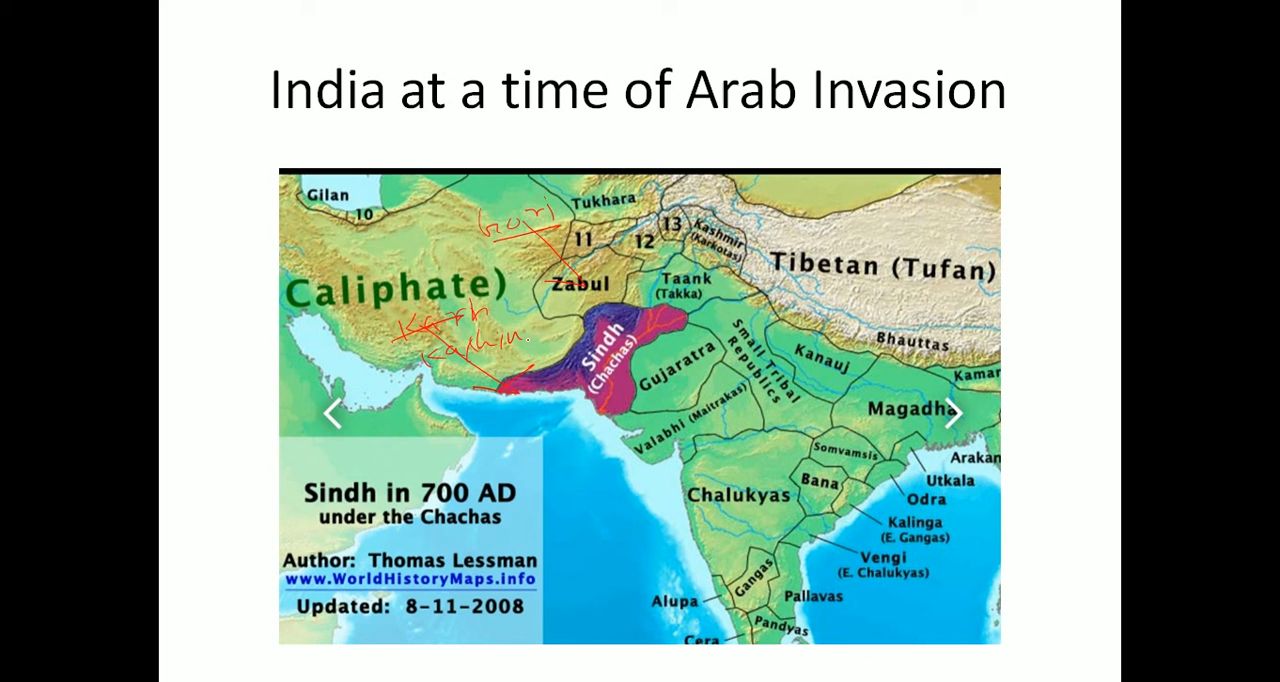 India at a time of Arab Invasion
Gilan
10
Tukhara
Gori
11
12
13
Kashmir
(Karkotas)
Tibetan (Tufan)
Caliphate)
Zabul
Taank
(Takka)
Sindh
(Chachas)
Gujaratra
Small Tribal
Republics
Kanauj
Bhauttas
Kamar
Magadha
Valabhi (Maitrakas)
Somvamsis
Arakan
Bana
Utkala
Chalukyas
Odra
Kalinga
(E. Gangas)
Vengi
(E. Chalukyas)
Gangas
Pallavas
Alupa
Pandyas
Cera
Sindh in 700 AD
under the Chachas
Author: Thomas Lessman
www.WorldHistoryMaps.info
Updated: 8-11-2008